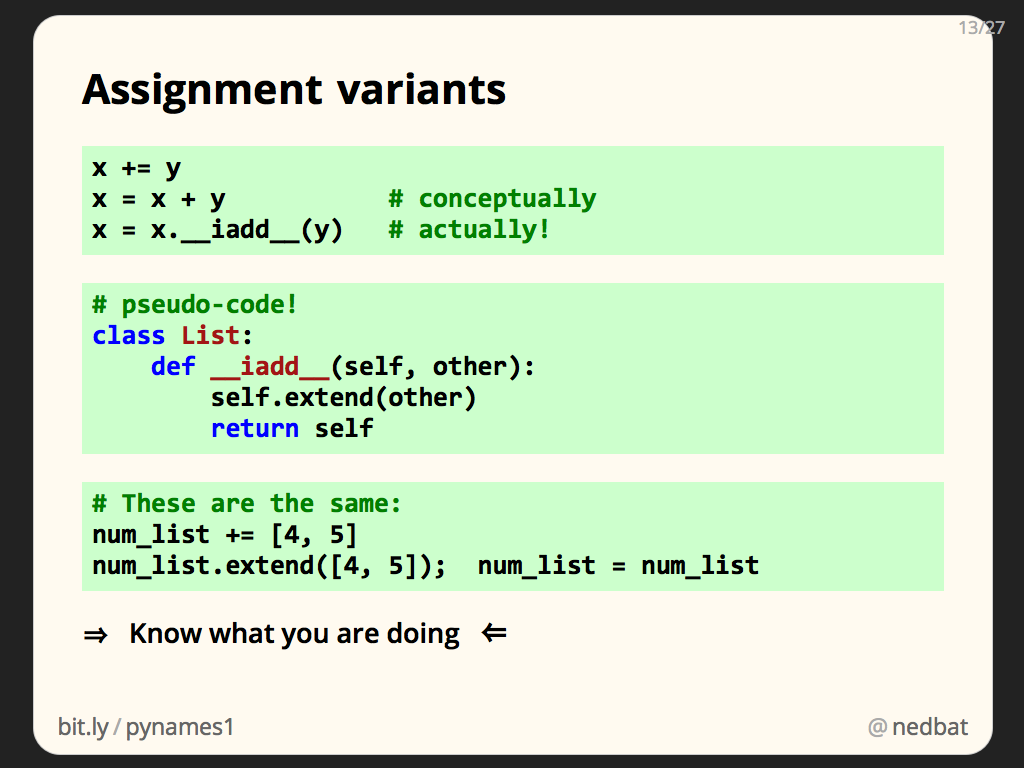 13/27
Assignment variants
x += y
x = x + y           # conceptually
x = x.__iadd__(y)   # actually!
# pseudo-code!
class List:
    def __iadd__(self, other):
        self.extend(other)
        return self
# These are the same:
num_list += [4, 5]
num_list.extend([4, 5]);  num_list = num_list
⇒ Know what you are doing ⇐
bit.ly/pynames1
@nedbat